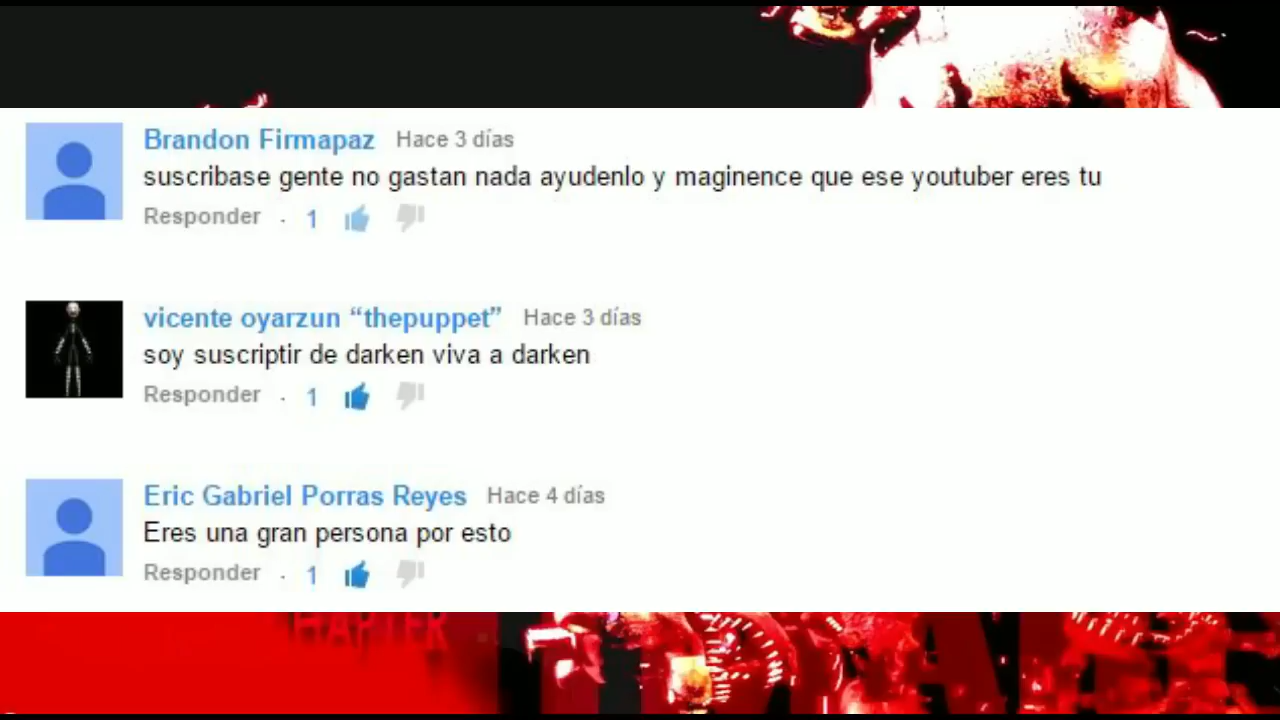 Brandon Firmapaz Hace 3 días
suscribase gente no gastan nada ayudenlo y maginence que ese youtuber eres tu
Responder . 1
vicente oyarzun “thepuppet” Hace 3 días
soy suscriptir de darken viva a darken
Responder . 1
Eric Gabriel Porras Reyes Hace 4 días
Eres una gran persona por esto
Responder . 1
CHAPTER